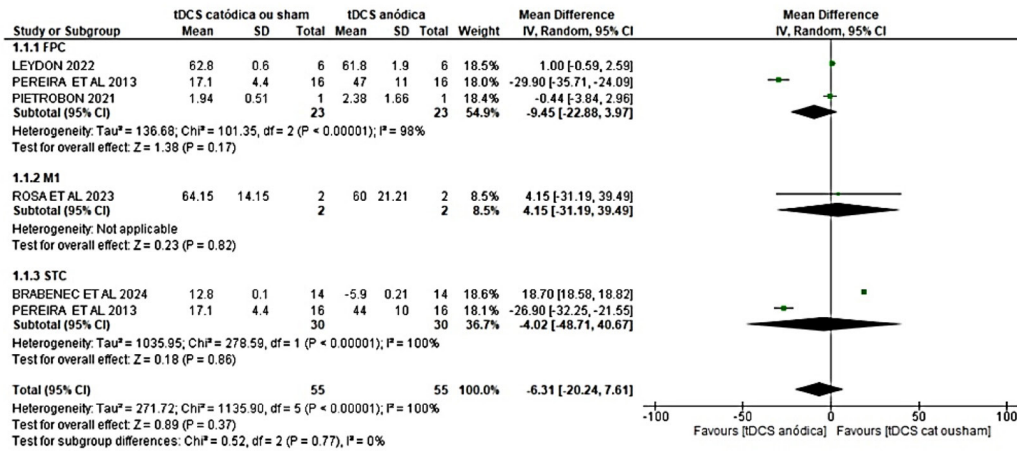 tDCS catódica ou sham tDCS anódica Mean Difference Mean Difference
Study or Subgroup Mean SD Total Mean SD Total Weight IV, Random, 95% CI IV, Random, 95% CI
1.1.1 FPC
LEYDON 2022 62.8 0.6 6 61.8 1.9 6 18.5% 1.00 [-0.59, 2.59]
PEREIRA ET AL 2013 17.1 4.4 16 47 11 16 18.0% -29.90 [-35.71, -24.09]
PIETROBON 2021 1.94 0.51 1 2.38 1.66 1 18.4% -0.44 [-3.84, 2.96]
Subtotal (95% CI) 23 23 54.9% -9.45 [-22.88, 3.97]
Heterogeneity: Tau² = 136.68; Chi² = 101.35, df = 2 (P < 0.00001); I² = 98%
Test for overall effect: Z = 1.38 (P = 0.17)
1.1.2 M1
ROSA ET AL 2023 64.15 14.15 2 60 21.21 2 8.5% 4.15 [-31.19, 39.49]
Subtotal (95% CI) 2 2 8.5% 4.15 [-31.19, 39.49]
Heterogeneity: Not applicable
Test for overall effect: Z = 0.23 (P = 0.82)
1.1.3 STC
BRABENEC ET AL 2024 12.8 0.1 14 -5.9 0.21 14 18.6% 18.70 [18.58, 18.82]
PEREIRA ET AL 2013 17.1 4.4 16 44 10 16 18.1% -26.90 [-32.25, -21.55]
Subtotal (95% CI) 30 30 36.7% -4.02 [-48.71, 40.67]
Heterogeneity: Tau² = 1035.95; Chi² = 278.59, df = 1 (P < 0.00001); I² = 100%
Test for overall effect: Z = 0.18 (P = 0.86)
Total (95% CI) 55 55 100.0% -6.31 [-20.24, 7.61]
Heterogeneity: Tau² = 271.72; Chi² = 1135.90, df = 5 (P < 0.00001); I² = 100%
Test for overall effect: Z = 0.89 (P = 0.37)
Test for subgroup differences: Chi² = 0.52, df = 2 (P = 0.77), I² = 0%
-100 -50 0 50 100
Favours [tDCS anódica] Favours [tDCS cat ousham]